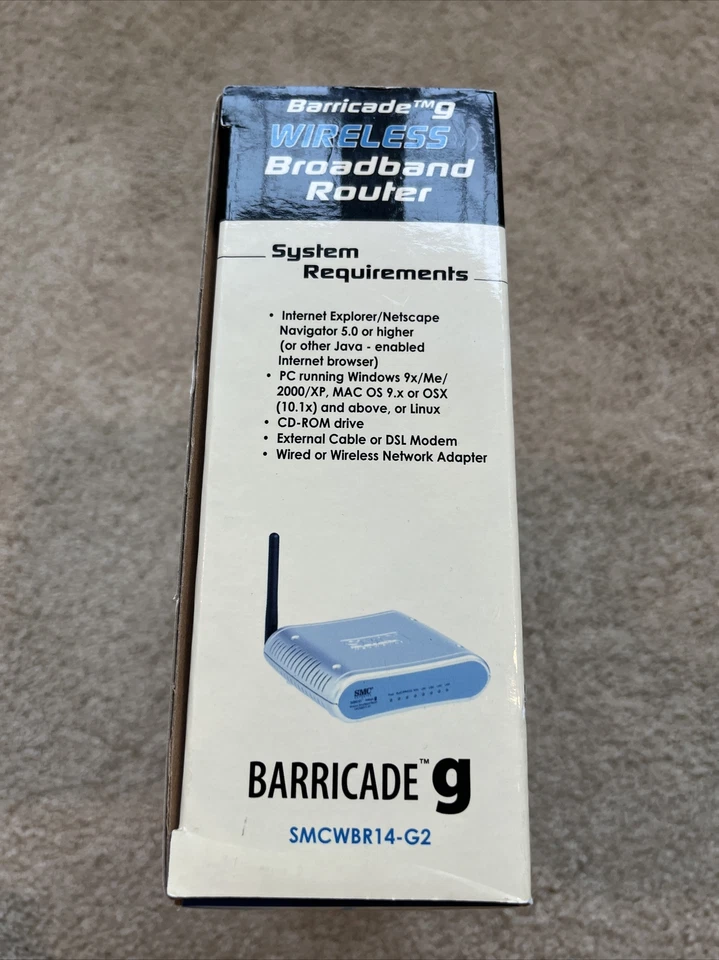 Barricade™g
WIRELESS
Broadband
Router
System
Requirements
• Internet Explorer/Netscape
Navigator 5.0 or higher
(or other Java - enabled
Internet browser)
• PC running Windows 9x/Me/
2000/XP, MAC OS 9.x or OSX
(10.1x) and above, or Linux
• CD-ROM drive
• External Cable or DSL Modem
• Wired or Wireless Network Adapter
SMC
BARRICADE™ g
SMCWBR14-G2